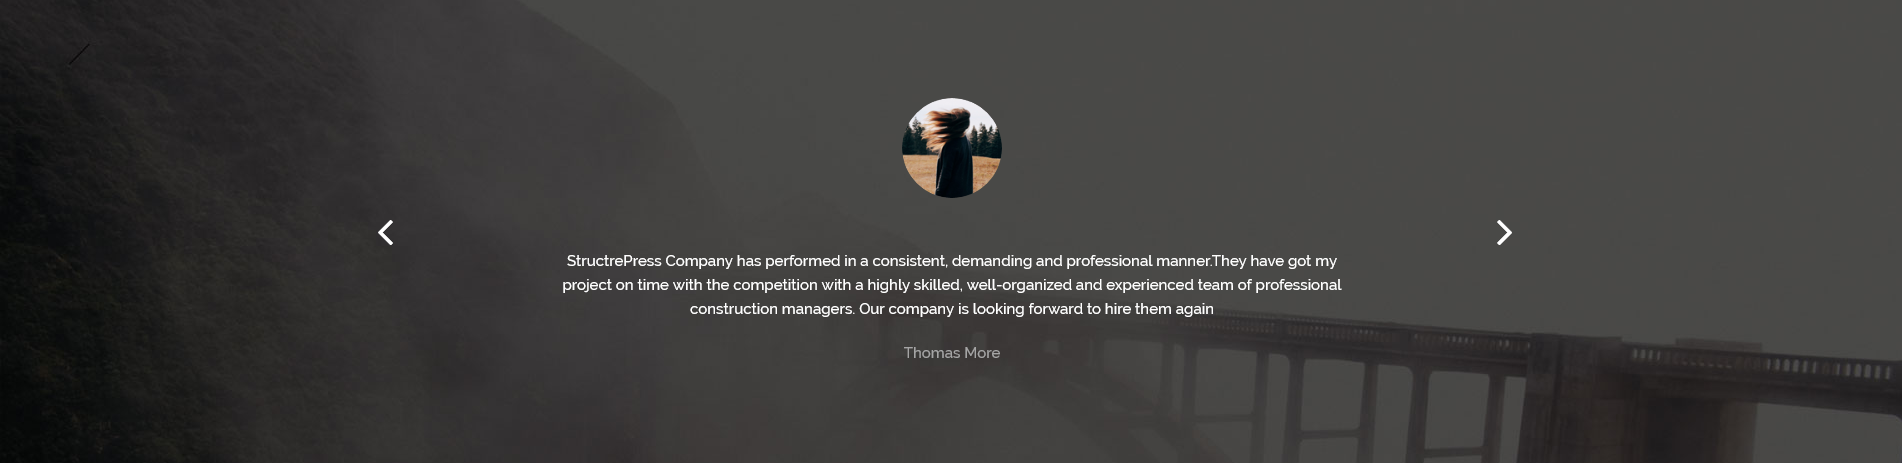 StructrePress Company has performed in a consistent, demanding and professional manner.They have got my
project on time with the competition with a highly skilled, well-organized and experienced team of professional
construction managers. Our company is looking forward to hire them again
Thomas More